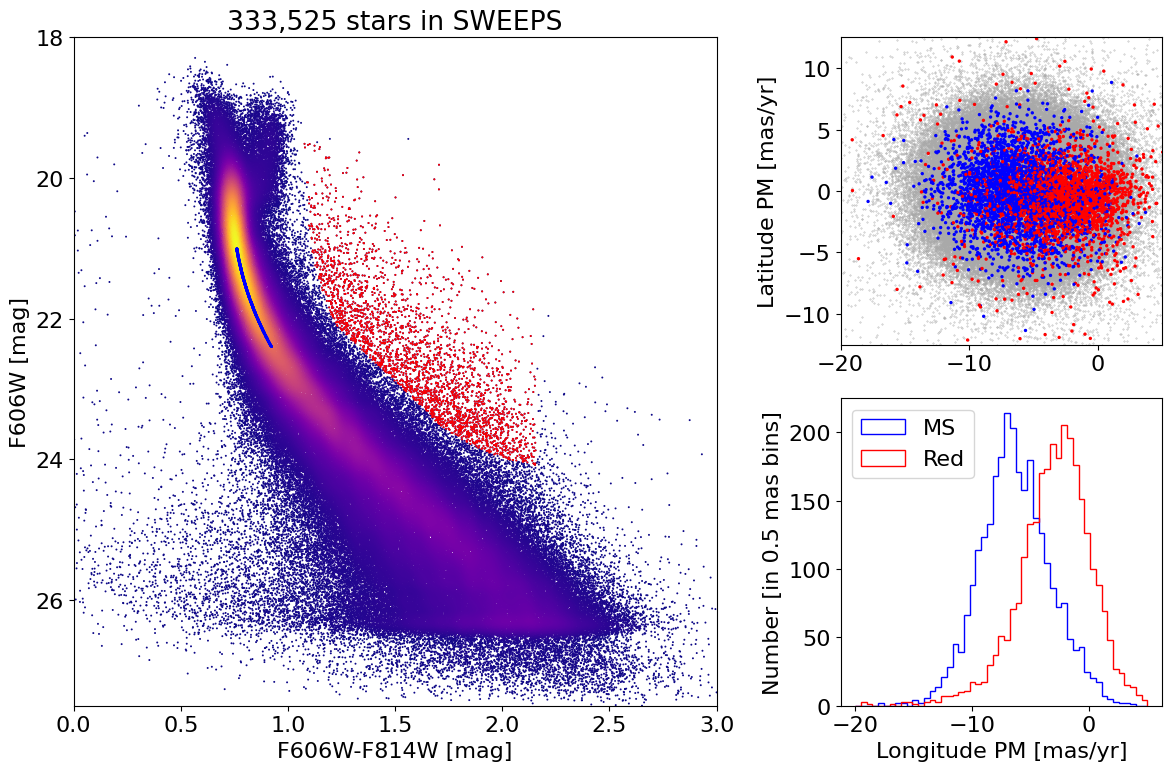 333,525 stars in SWEEPS
18
20
22
24
26
F606W [mag]
0.0 0.5 1.0 1.5 2.0 2.5 3.0
F606W-F814W [mag]
10
5
0
−5
−10
Latitude PM [mas/yr]
−20 −10 0
200
150
100
50
0
Number [in 0.5 mas bins]
MS
Red
−20 −10 0
Longitude PM [mas/yr]